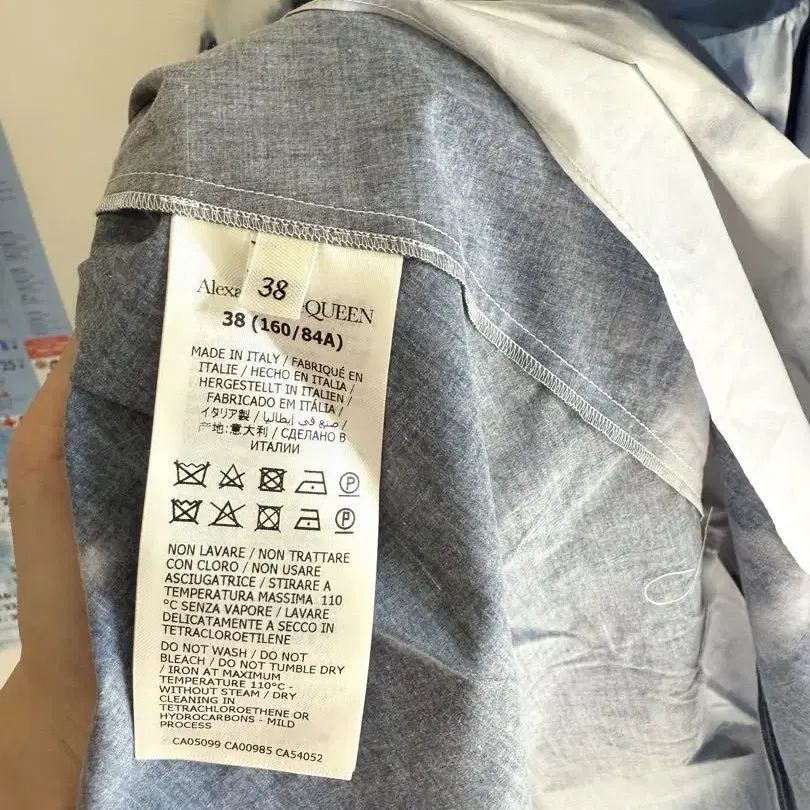 38
Alexa QUEEN
38 (160/84A)
MADE IN ITALY / FABRIQUÉ EN
ITALIE / HECHO EN ITALIA /
HERGESTELLT IN ITALIEN /
FABRICADO EM ITÁLIA /
イタリア製 / صنع في إيطاليا /
产地:意大利 / СДЕЛАНО В
ИТАЛИИ
P
P
NON LAVARE / NON TRATTARE
CON CLORO / NON USARE
ASCIUGATRICE / STIRARE A
TEMPERATURA MASSIMA 110
°C SENZA VAPORE / LAVARE
DELICATAMENTE A SECCO IN
TETRACLOROETILENE
DO NOT WASH / DO NOT
BLEACH / DO NOT TUMBLE DRY
/ IRON AT MAXIMUM
TEMPERATURE 110°C -
WITHOUT STEAM / DRY
CLEANING IN
TETRACHLOROETHENE OR
HYDROCARBONS - MILD
PROCESS
CA05099 CA00985 CA54052